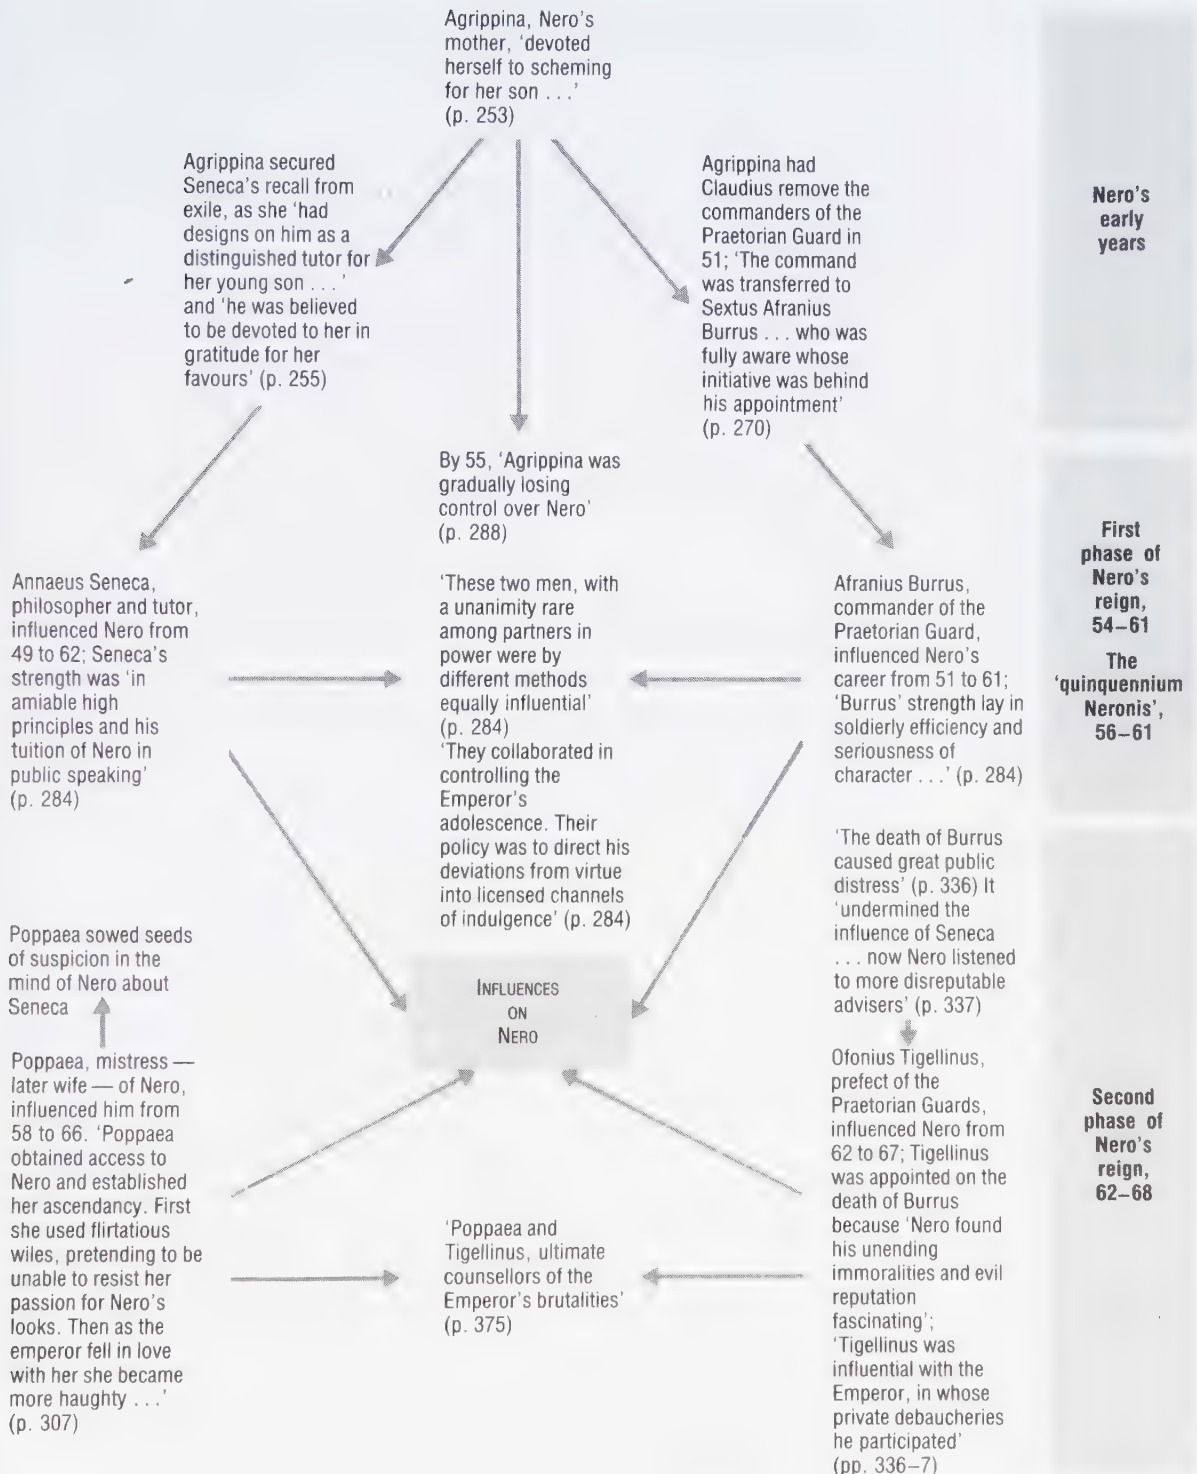 Agrippina, Nero's
mother, 'devoted
herself to scheming
for her son . . .'
(p. 253)
Agrippina secured
Seneca's recall from
exile, as she 'had
designs on him as a
distinguished tutor for
her young son . . .'
and 'he was believed
to be devoted to her in
gratitude for her
favours' (p. 255)
Agrippina had
Claudius remove the
commanders of the
Praetorian Guard in
51; 'The command
was transferred to
Sextus Afranius
Burrus . . . who was
fully aware whose
initiative was behind
his appointment'
(p. 270)
Nero's
early
years
By 55, 'Agrippina was
gradually losing
control over Nero'
(p. 288)
Annaeus Seneca,
philosopher and tutor,
influenced Nero from
49 to 62; Seneca's
strength was 'in
amiable high
principles and his
tuition of Nero in
public speaking'
(p. 284)
'These two men, with
a unanimity rare
among partners in
power were by
different methods
equally influential'
(p. 284)
'They collaborated in
controlling the
Emperor's
adolescence. Their
policy was to direct his
deviations from virtue
into licensed channels
of indulgence' (p. 284)
Afranius Burrus,
commander of the
Praetorian Guard,
influenced Nero's
career from 51 to 61;
'Burrus' strength lay in
soldierly efficiency and
seriousness of
character . . .' (p. 284)
First
phase of
Nero's
reign,
54–61
The
'quinquennium
Neronis',
56–61
'The death of Burrus
caused great public
distress' (p. 336) It
'undermined the
influence of Seneca
. . . now Nero listened
to more disreputable
advisers' (p. 337)
Poppaea sowed seeds
of suspicion in the
mind of Nero about
Seneca
INFLUENCES
ON
NERO
Poppaea, mistress —
later wife — of Nero,
influenced him from
58 to 66. 'Poppaea
obtained access to
Nero and established
her ascendancy. First
she used flirtatious
wiles, pretending to be
unable to resist her
passion for Nero's
looks. Then as the
emperor fell in love
with her she became
more haughty . . .'
(p. 307)
'Poppaea and
Tigellinus, ultimate
counsellors of the
Emperor's brutalities'
(p. 375)
Ofonius Tigellinus,
prefect of the
Praetorian Guards,
influenced Nero from
62 to 67; Tigellinus
was appointed on the
death of Burrus
because 'Nero found
his unending
immoralities and evil
reputation
fascinating';
'Tigellinus was
influential with the
Emperor, in whose
private debaucheries
he participated'
(pp. 336–7)
Second
phase of
Nero's
reign,
62–68